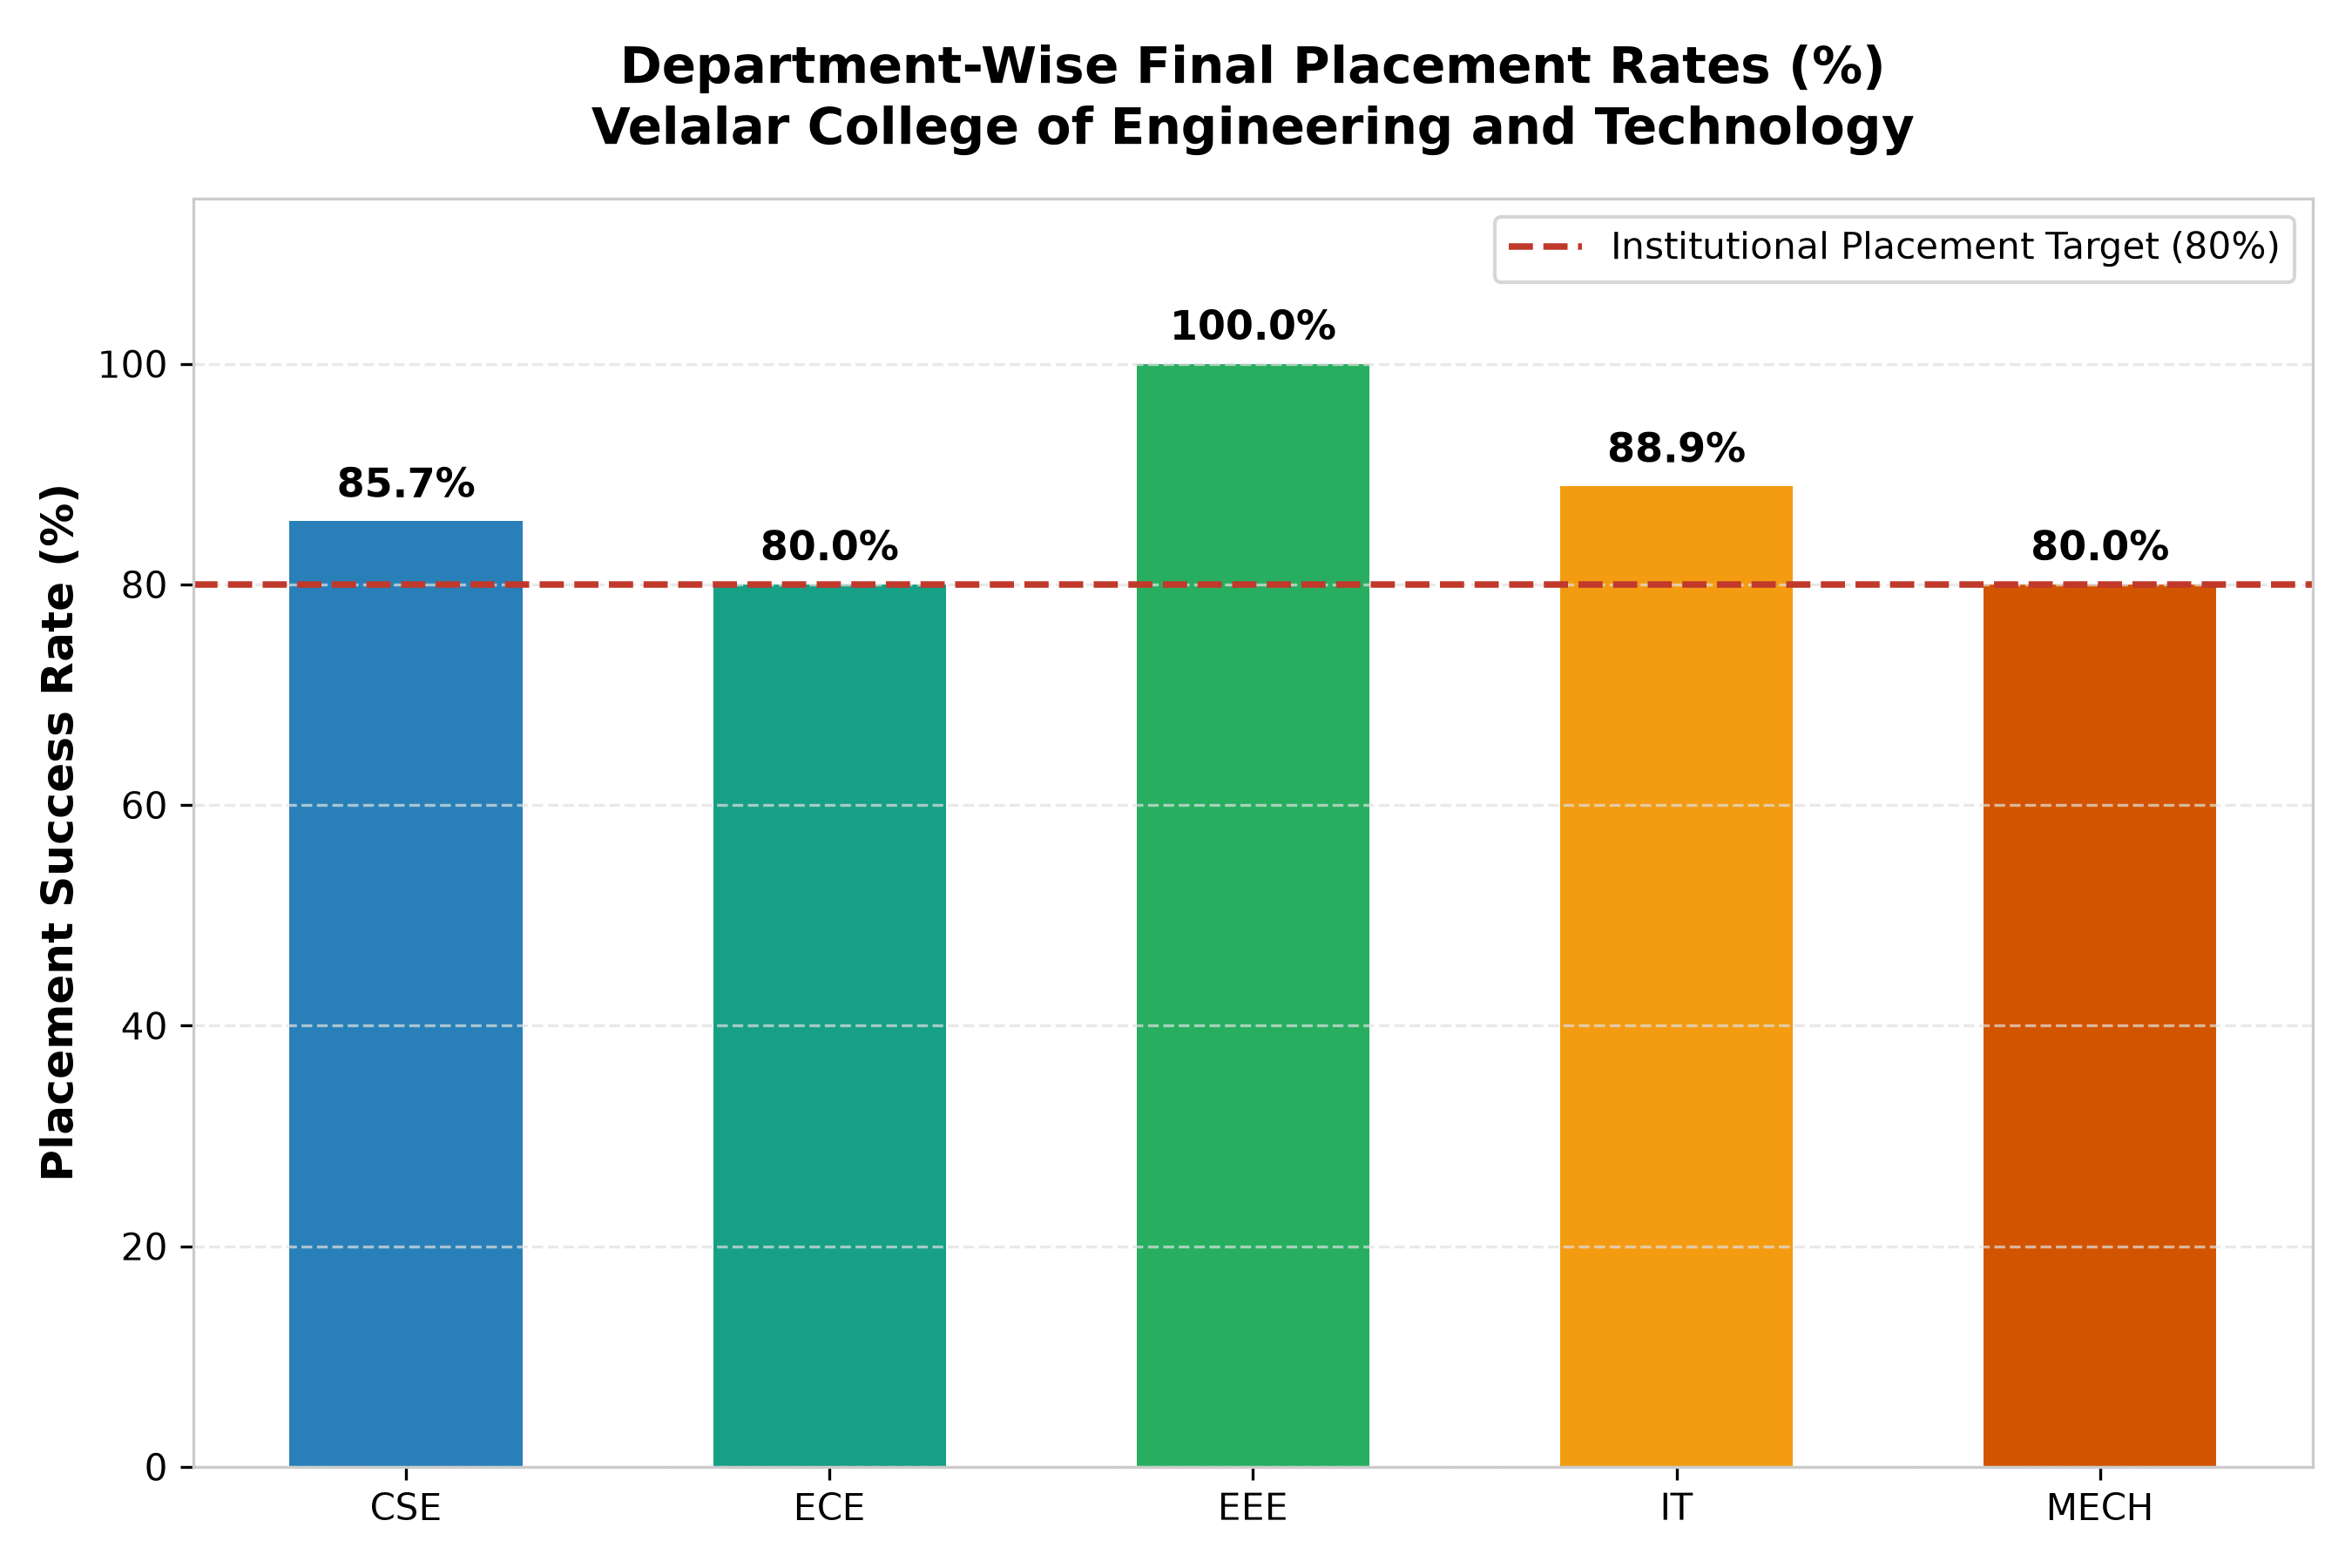 Department-Wise Final Placement Rates (%)
Velalar College of Engineering and Technology
Institutional Placement Target (80%)
Placement Success Rate (%)
100
80
60
40
20
0
85.7%
80.0%
100.0%
88.9%
80.0%
CSE
ECE
EEE
IT
MECH